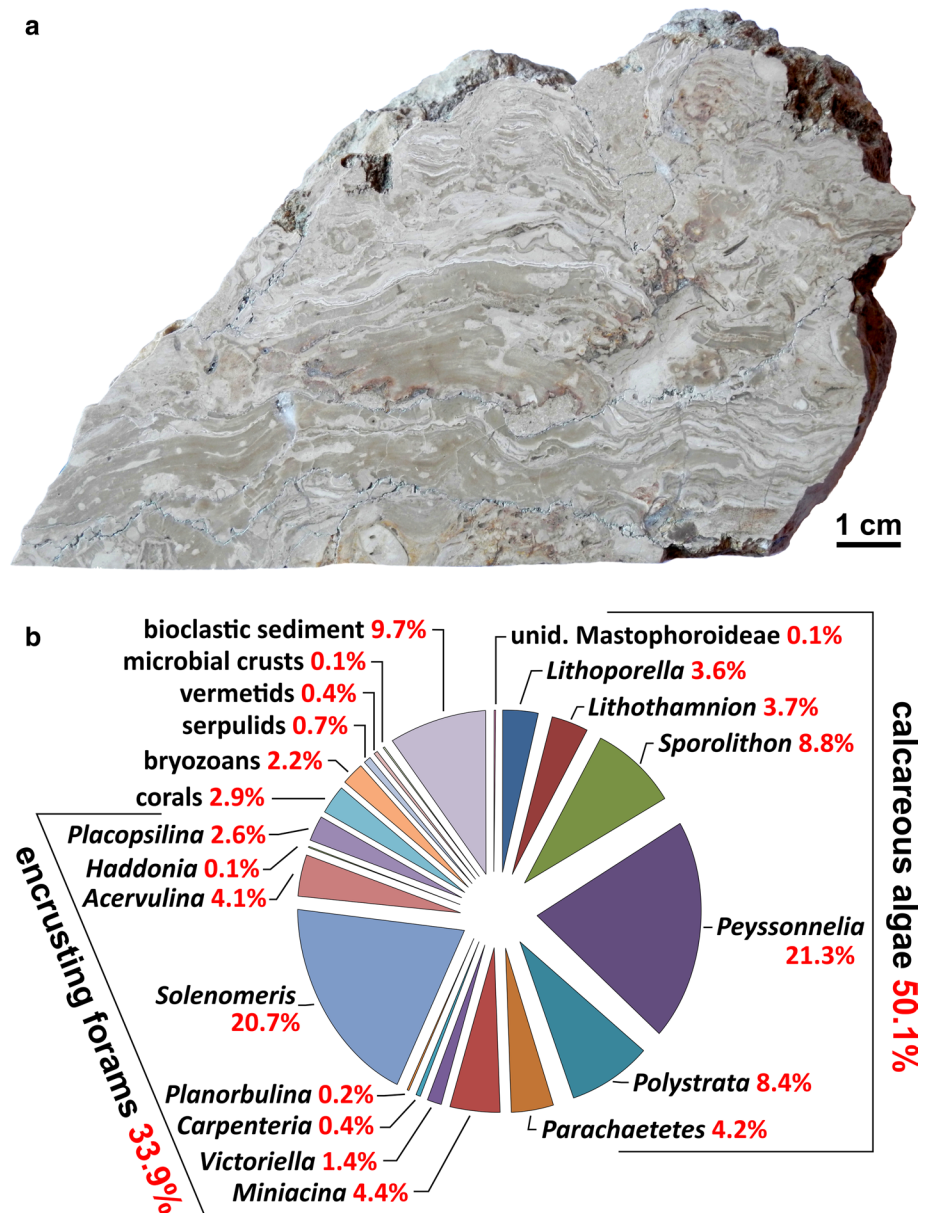 a
1 cm
b
bioclastic sediment 9.7%
microbial crusts 0.1%
vermetids 0.4%
serpulids 0.7%
bryozoans 2.2%
corals 2.9%
Placopsilina 2.6%
Haddonia 0.1%
Acervulina 4.1%
Solenomeris
20.7%
Planorbulina 0.2%
Carpenteria 0.4%
Victoriella 1.4%
Miniacina 4.4%
encrusting forams 33.9%
unid. Mastophoroideae 0.1%
Lithoporella 3.6%
Lithothamnion 3.7%
Sporolithon 8.8%
Peyssonnelia
21.3%
Polystrata 8.4%
Parachaetetes 4.2%
calcareous algae 50.1%